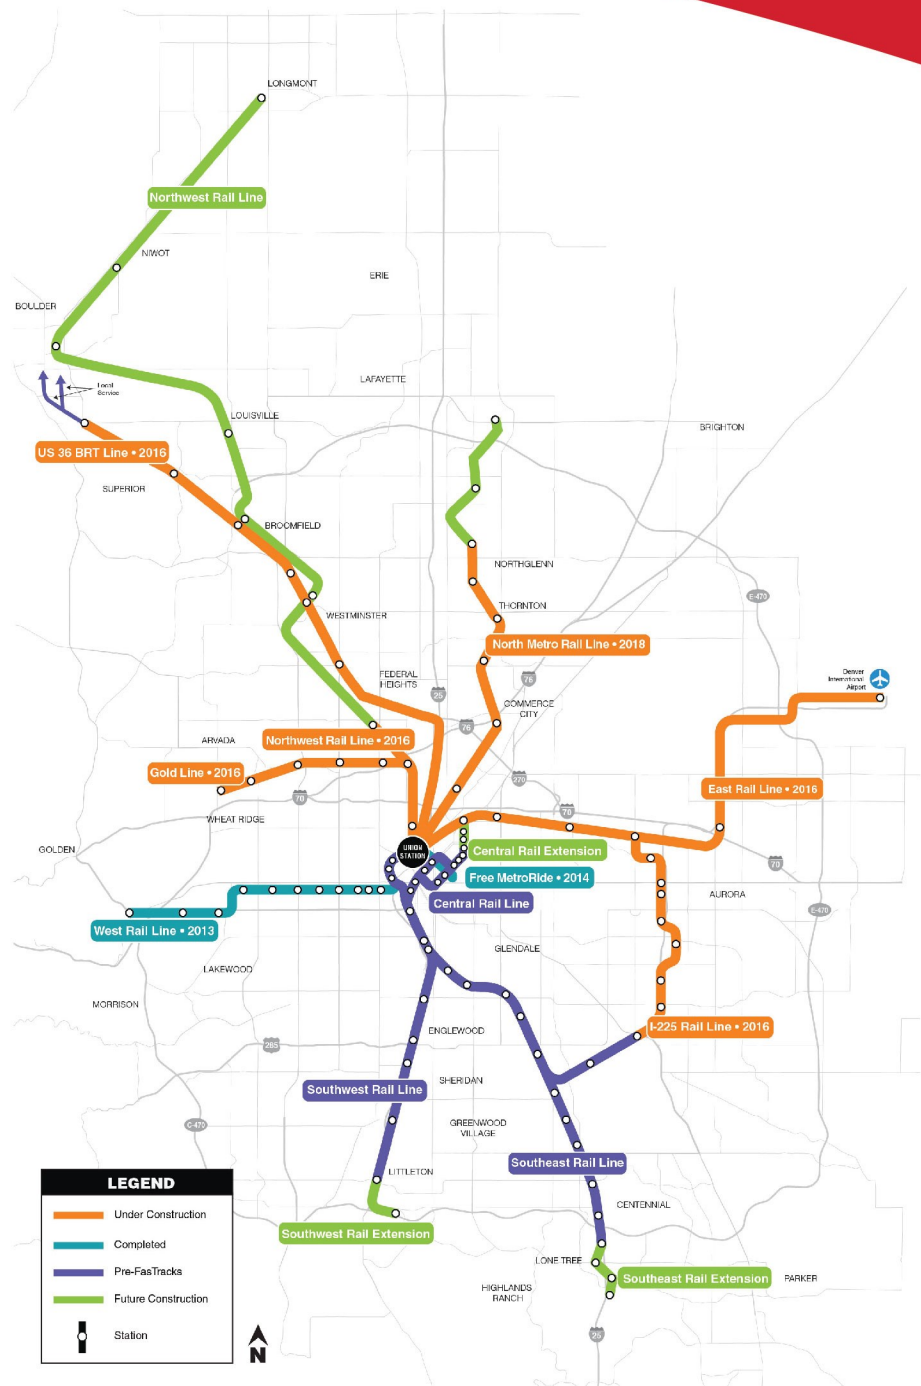 LONGMONT
Northwest Rail Line
NIWOT
ERIE
BOULDER
Local
Service
LAFAYETTE
LOUISVILLE
BRIGHTON
US 36 BRT Line • 2016
SUPERIOR
BROOMFIELD
NORTHGLENN
E-470
THORNTON
WESTMINSTER
North Metro Rail Line • 2018
FEDERAL
HEIGHTS
76
25
Denver
International
Airport
COMMERCE
CITY
76
ARVADA
Northwest Rail Line • 2016
Gold Line • 2016
270
East Rail Line • 2016
70
70
WHEAT RIDGE
GOLDEN
UNION
STATION
Central Rail Extension
70
Free MetroRide • 2014
AURORA
Central Rail Line
E-470
West Rail Line • 2013
GLENDALE
LAKEWOOD
MORRISON
I-225 Rail Line • 2016
ENGLEWOOD
285
SHERIDAN
Southwest Rail Line
C-470
GREENWOOD
VILLAGE
Southeast Rail Line
LITTLETON
CENTENNIAL
Southwest Rail Extension
LONE TREE
Southeast Rail Extension
PARKER
HIGHLANDS
RANCH
25
LEGEND
Under Construction
Completed
Pre-FasTracks
Future Construction
Station
N